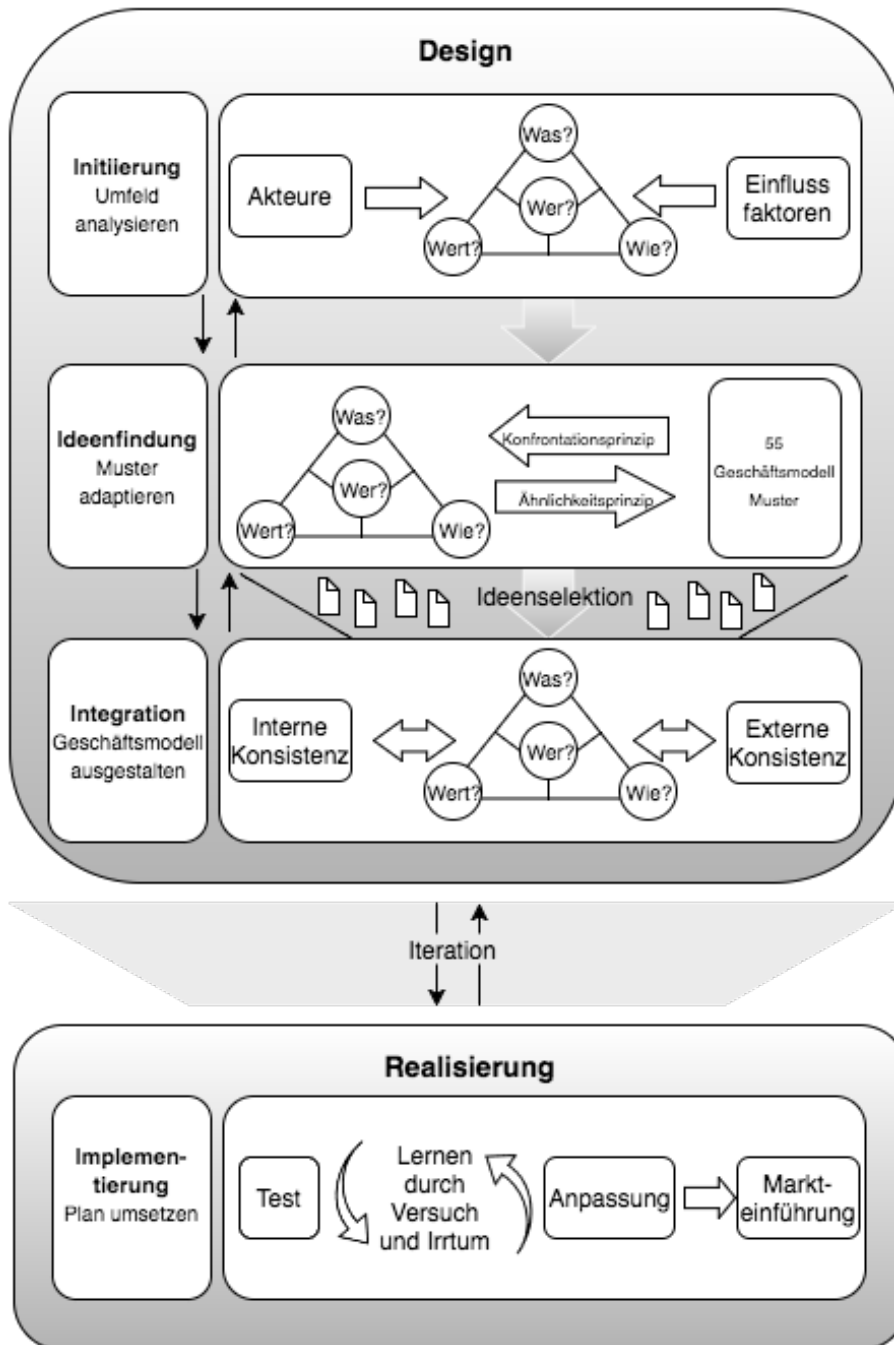 Design
Initiierung
Umfeld
analysieren
Akteure
Was?
Wer?
Wert?
Wie?
Einfluss
faktoren
Ideenfindung
Muster
adaptieren
Was?
Wer?
Wert?
Wie?
Konfrontationsprinzip
Ähnlichkeitsprinzip
55
Geschäftsmodell
Muster
Ideenselektion
Integration
Geschäftsmodell
ausgestalten
Interne
Konsistenz
Was?
Wer?
Wert?
Wie?
Externe
Konsistenz
Iteration
Realisierung
Implemen-
tierung
Plan umsetzen
Test
Lernen
durch
Versuch
und Irrtum
Anpassung
Markt-
einführung